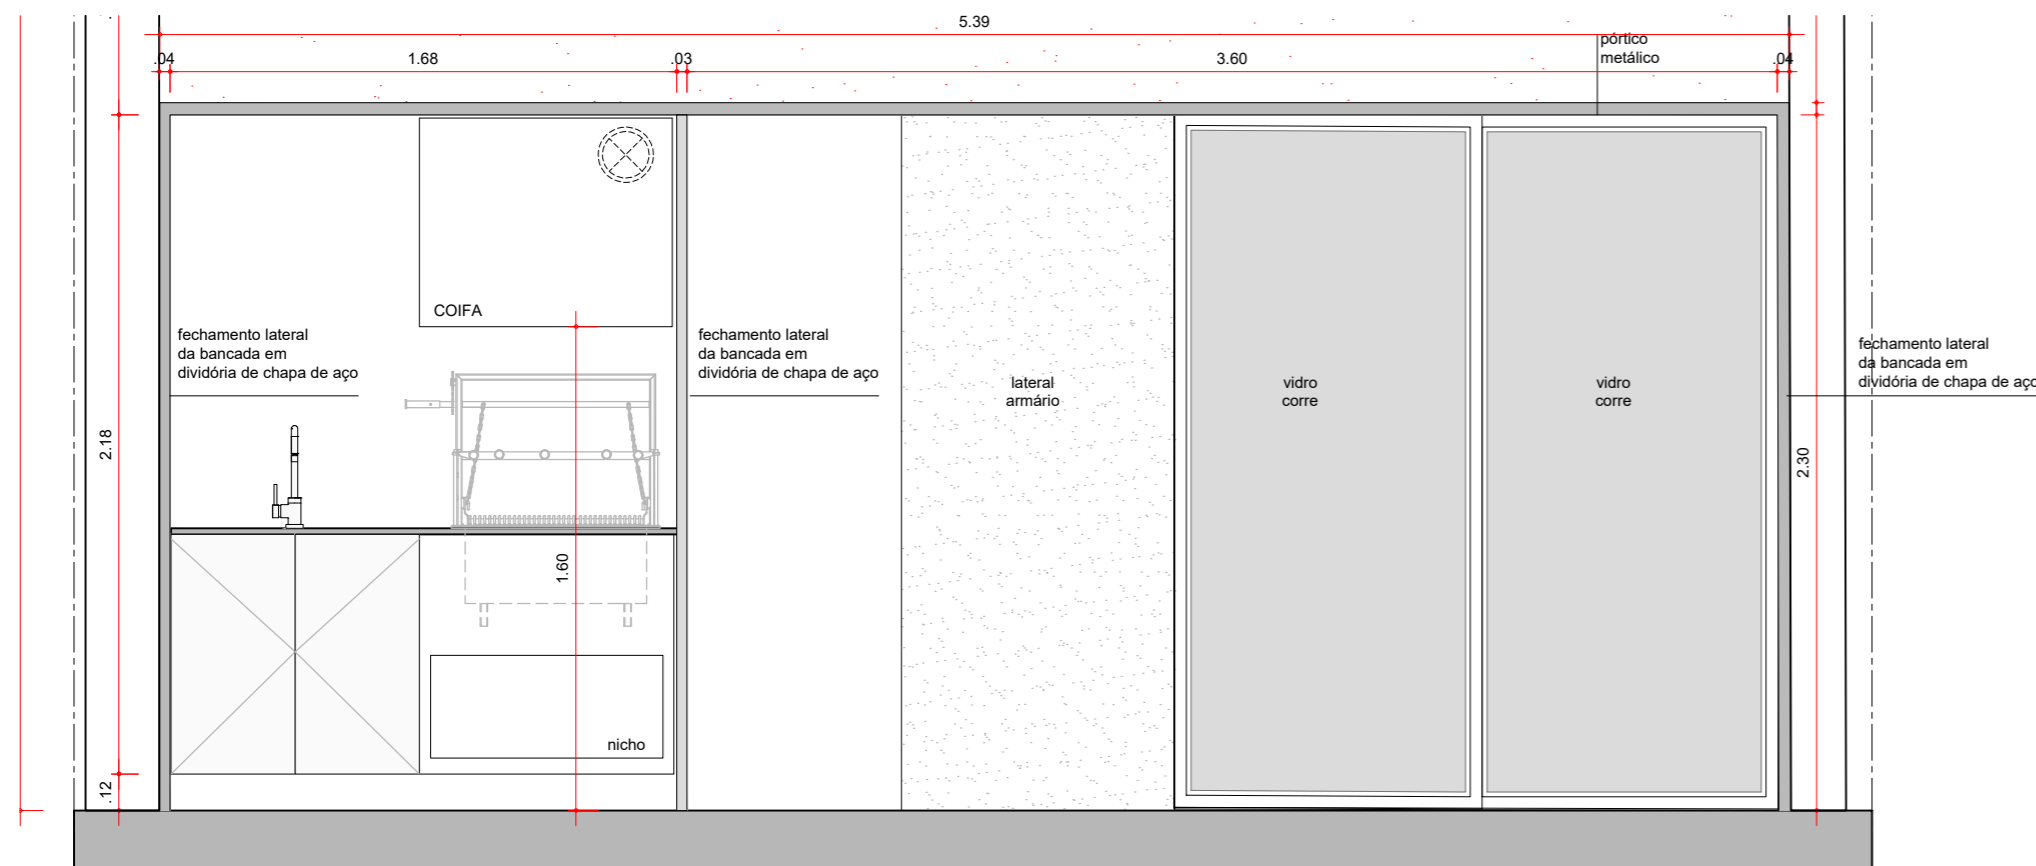 5.39
.04
1.68
.03
3.60
.04
pórtico
metálico
COIFA
fechamento lateral
da bancada em
dividória de chapa de aço
fechamento lateral
da bancada em
dividória de chapa de aço
fechamento lateral
da bancada em
dividória de chapa de aço
lateral
armário
vidro
corre
vidro
corre
2.18
2.30
1.60
nicho
.12